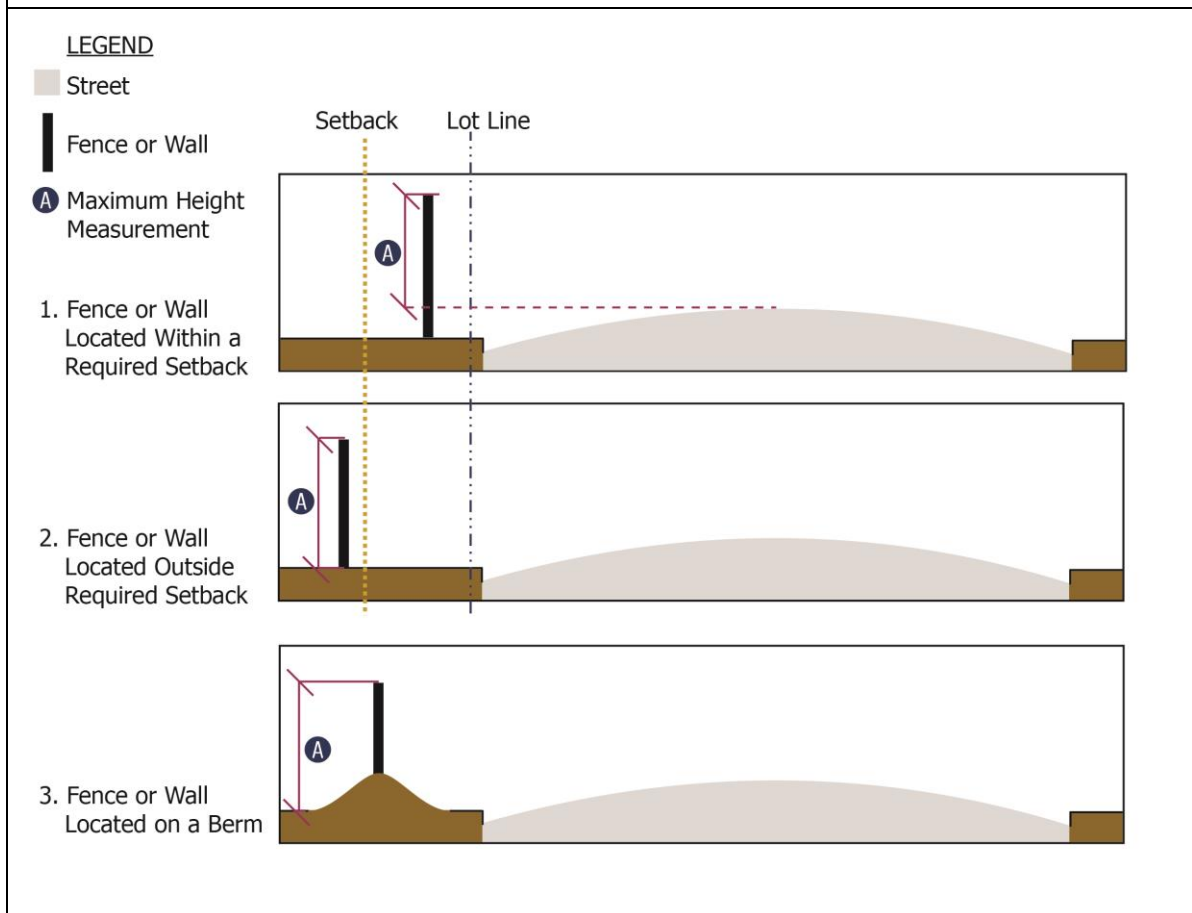 LEGEND
Street
Fence or Wall
A Maximum Height
Measurement
Setback Lot Line
A
1. Fence or Wall
Located Within a
Required Setback
A
2. Fence or Wall
Located Outside
Required Setback
A
3. Fence or Wall
Located on a Berm